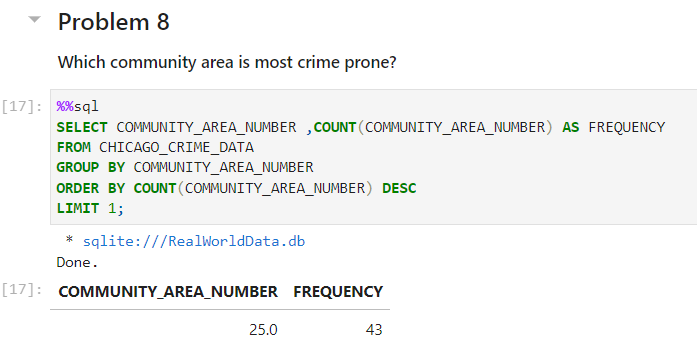 Problem 8
Which community area is most crime prone?
[17]: %%sql
SELECT COMMUNITY_AREA_NUMBER ,COUNT(COMMUNITY_AREA_NUMBER) AS FREQUENCY
FROM CHICAGO_CRIME_DATA
GROUP BY COMMUNITY_AREA_NUMBER
ORDER BY COUNT(COMMUNITY_AREA_NUMBER) DESC
LIMIT 1;
* sqlite:///RealWorldData.db
Done.
[17]: COMMUNITY_AREA_NUMBER FREQUENCY
25.0 43